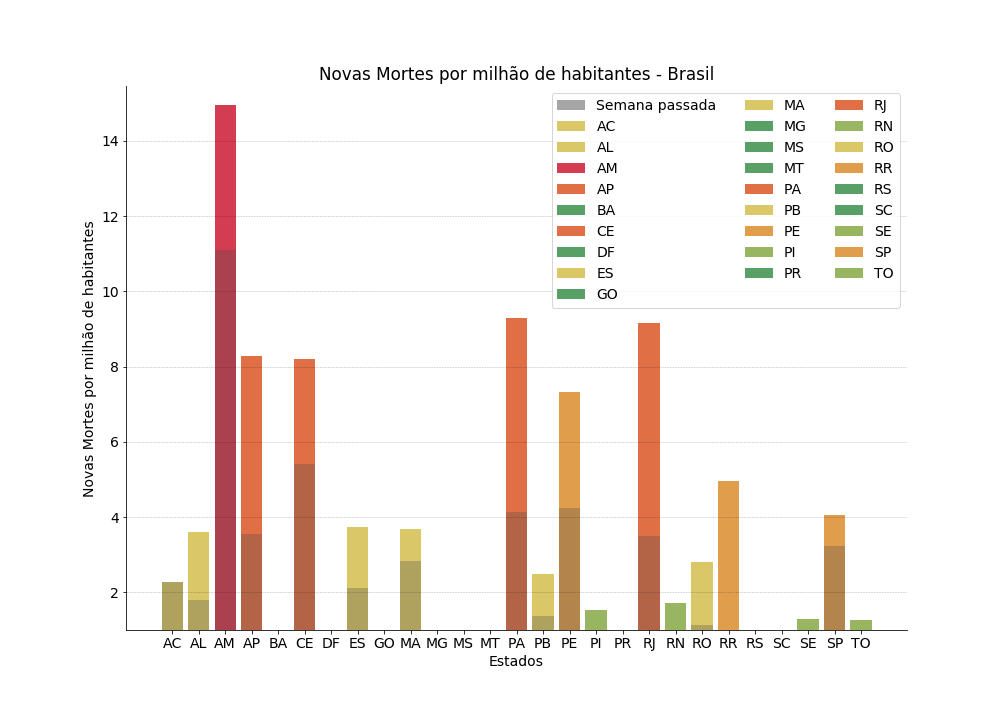 Novas Mortes por milhão de habitantes - Brasil
Novas Mortes por milhão de habitantes
14
12
10
8
6
4
2
Semana passada
AC
AL
AM
AP
BA
CE
DF
ES
GO
MA
MG
MS
MT
PA
PB
PE
PI
PR
RJ
RN
RO
RR
RS
SC
SE
SP
TO
AC AL AM AP BA CE DF ES GO MA MG MS MT PA PB PE PI PR RJ RN RO RR RS SC SE SP TO
Estados